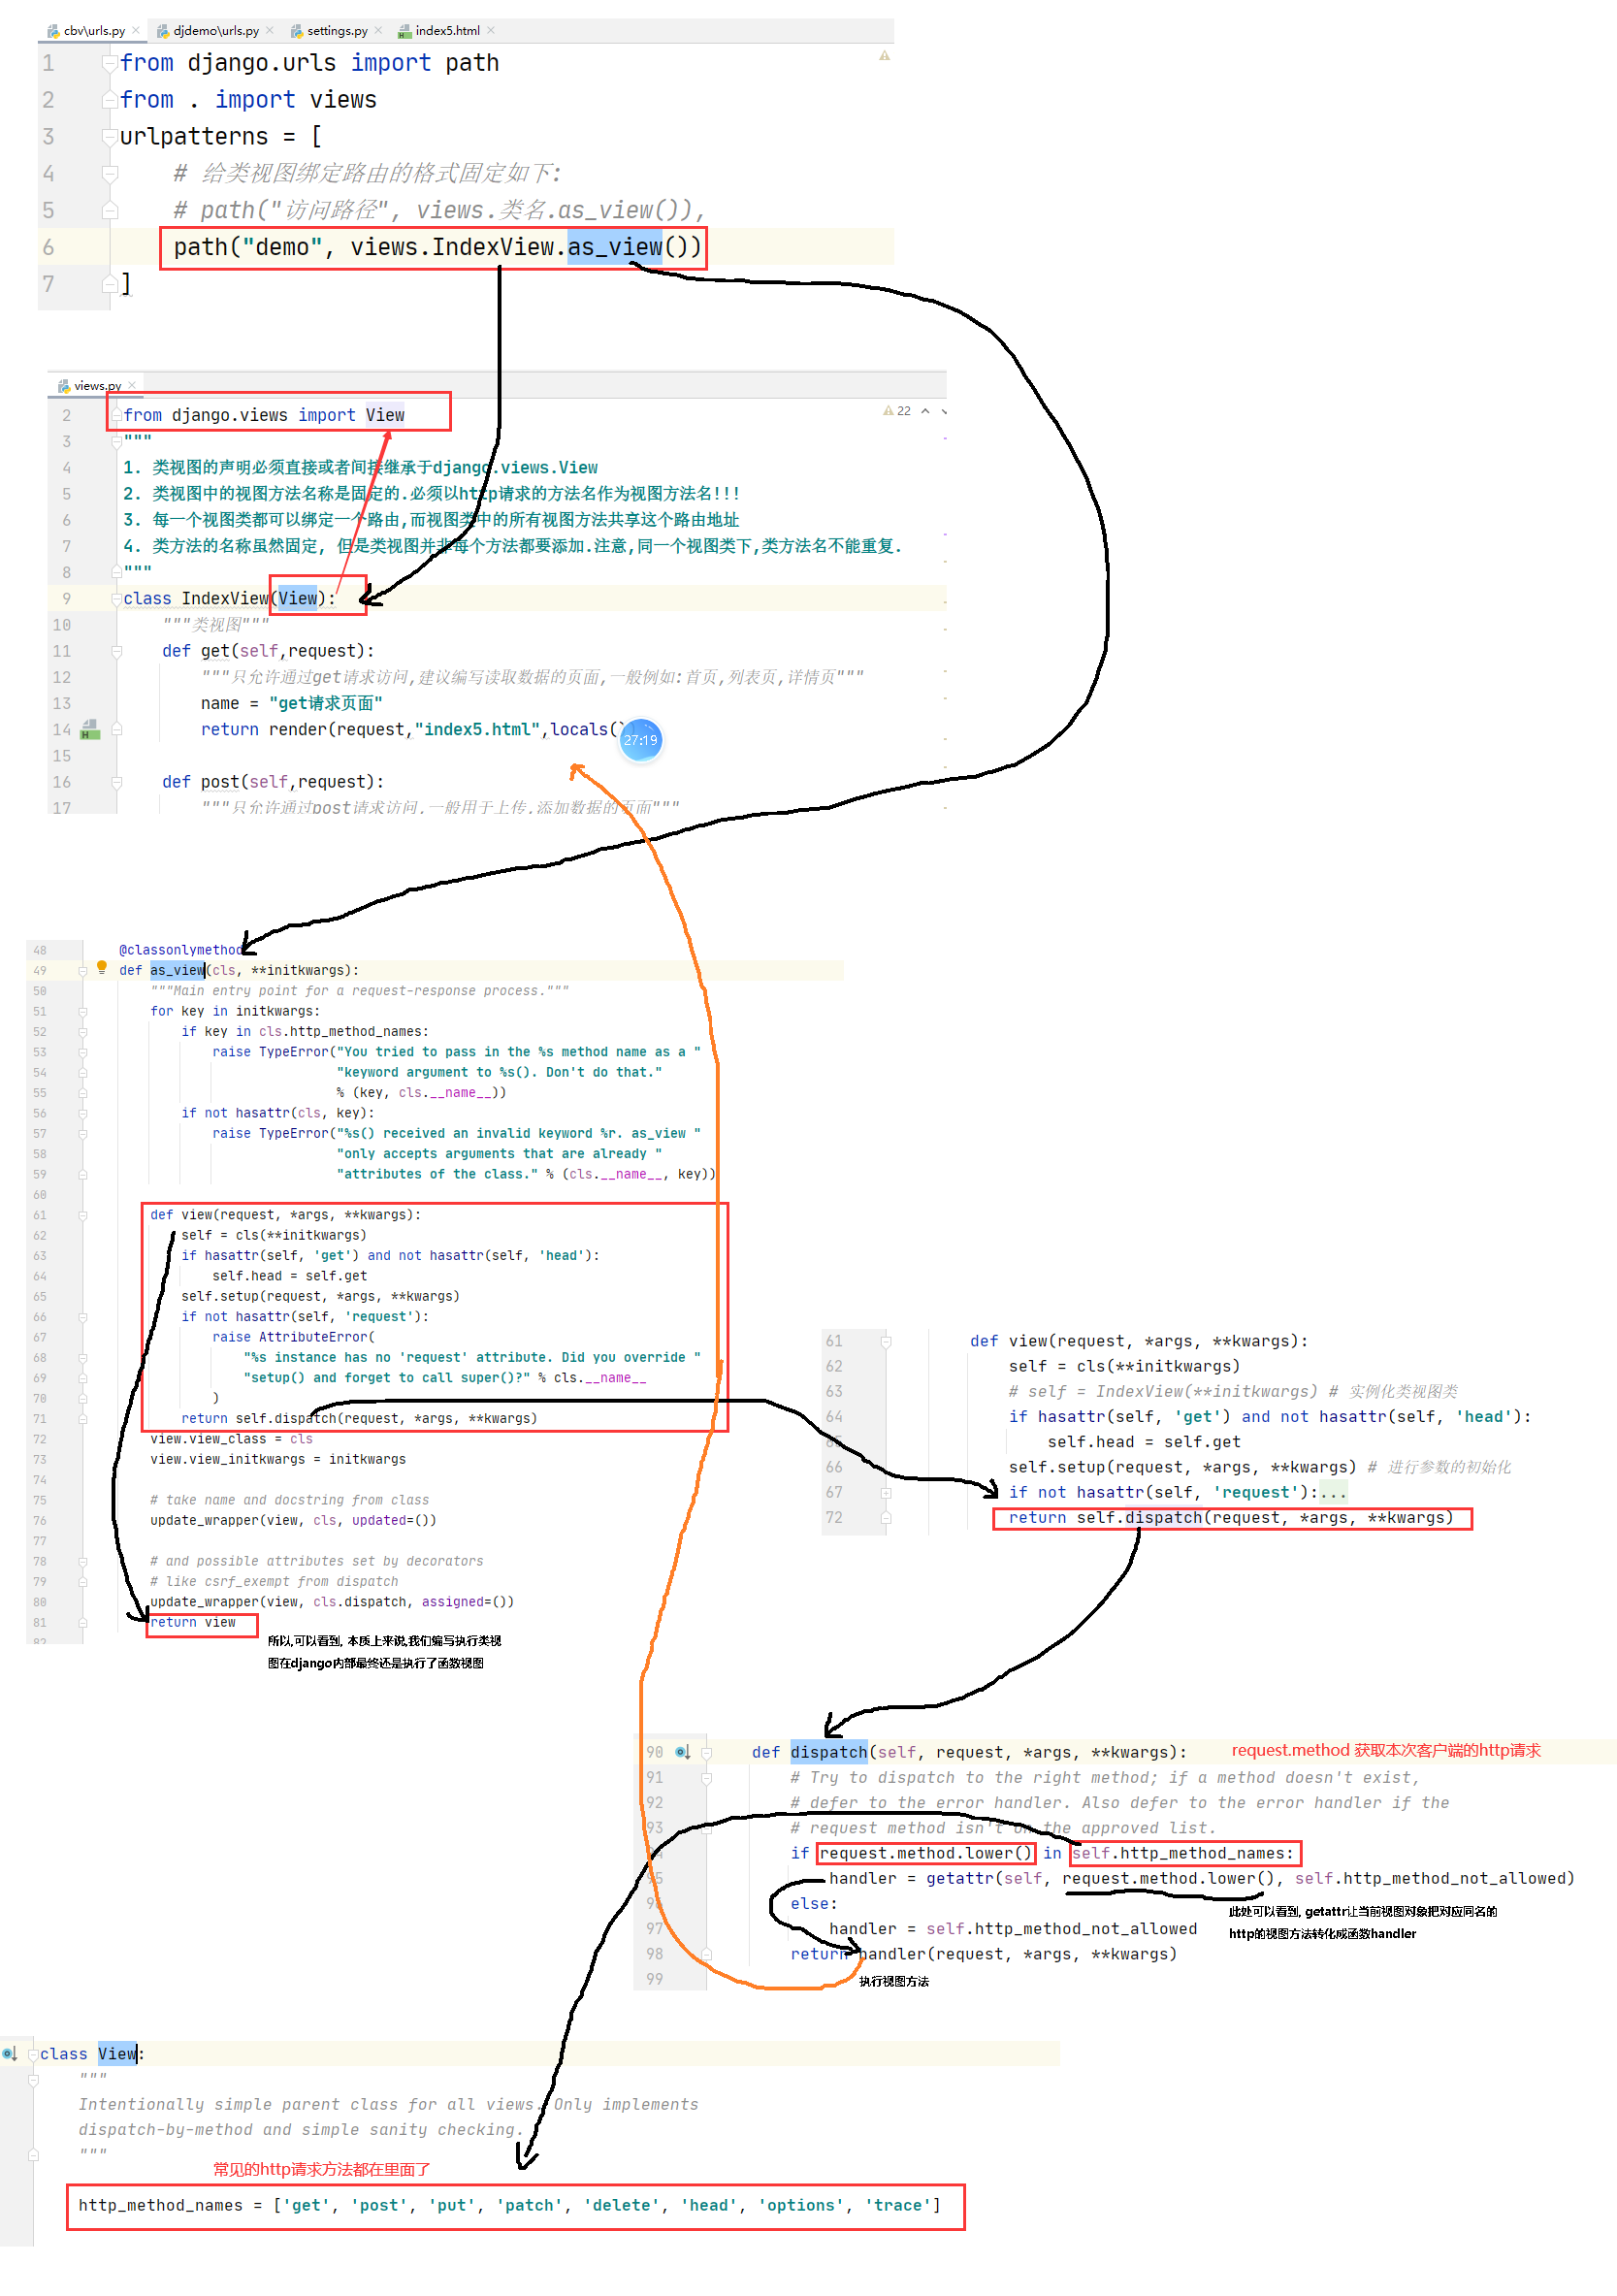 cbv\urls.py
djdemo\urls.py
settings.py
index5.html
1 from django.urls import path
2 from . import views
3 urlpatterns = [
4 # 给类视图绑定路由的格式固定如下:
5 # path("访问路径", views.类名.as_view()),
6 path("demo", views.IndexView.as_view())
7 ]
views.py
2 from django.views import View
22
3 """
4 1. 类视图的声明必须直接或者间接继承于django.views.View
5 2. 类视图中的视图方法名称是固定的.必须以http请求的方法名作为视图方法名!!!
6 3. 每一个视图类都可以绑定一个路由,而视图类中的所有视图方法共享这个路由地址
7 4. 类方法的名称虽然固定, 但是类视图并非每个方法都要添加.注意,同一个视图类下,类方法名不能重复.
8 """
9 class IndexView(View):
10 """类视图"""
11 def get(self,request):
12 """只允许通过get请求访问,建议编写读取数据的页面,一般例如:首页,列表页,详情页"""
13 name = "get请求页面"
14 return render(request,"index5.html",locals()
27:19
15
16 def post(self,request):
17 """只允许通过post请求访问,一般用于上传,添加数据的页面"""
48 @classonlymethod
49 def as_view(cls, **initkwargs):
50 """Main entry point for a request-response process."""
51 for key in initkwargs:
52 if key in cls.http_method_names:
53 raise TypeError("You tried to pass in the %s method name as a "
54 "keyword argument to %s(). Don't do that."
55 % (key, cls.__name__))
56 if not hasattr(cls, key):
57 raise TypeError("%s() received an invalid keyword %r. as_view "
58 "only accepts arguments that are already "
59 "attributes of the class." % (cls.__name__, key))
60
61 def view(request, *args, **kwargs):
62 self = cls(**initkwargs)
63 if hasattr(self, 'get') and not hasattr(self, 'head'):
64 self.head = self.get
65 self.setup(request, *args, **kwargs)
66 if not hasattr(self, 'request'):
67 raise AttributeError(
68 "%s instance has no 'request' attribute. Did you override "
69 "setup() and forget to call super()?" % cls.__name__
70 )
71 return self.dispatch(request, *args, **kwargs)
72 view.view_class = cls
73 view.view_initkwargs = initkwargs
74
75 # take name and docstring from class
76 update_wrapper(view, cls, updated=())
77
78 # and possible attributes set by decorators
79 # like csrf_exempt from dispatch
80 update_wrapper(view, cls.dispatch, assigned=())
81 return view
82
所以,可以看到, 本质上来说,我们编写执行类视
图在django内部最终还是执行了函数视图
61 def view(request, *args, **kwargs):
62 self = cls(**initkwargs)
63 # self = IndexView(**initkwargs) # 实例化类视图类
64 if hasattr(self, 'get') and not hasattr(self, 'head'):
65 self.head = self.get
66 self.setup(request, *args, **kwargs) # 进行参数的初始化
67 if not hasattr(self, 'request'):...
72 return self.dispatch(request, *args, **kwargs)
90 def dispatch(self, request, *args, **kwargs):
request.method 获取本次客户端的http请求
91 # Try to dispatch to the right method; if a method doesn't exist,
92 # defer to the error handler. Also defer to the error handler if the
93 # request method isn't on the approved list.
94 if request.method.lower() in self.http_method_names:
95 handler = getattr(self, request.method.lower(), self.http_method_not_allowed)
96 else:
97 handler = self.http_method_not_allowed
98 return handler(request, *args, **kwargs)
99
此处可以看到, getattr让当前视图对象把对应同名的
http的视图方法转化成函数handler
执行视图方法
class View:
"""
Intentionally simple parent class for all views. Only implements
dispatch-by-method and simple sanity checking.
"""
常见的http请求方法都在里面了
http_method_names = ['get', 'post', 'put', 'patch', 'delete', 'head', 'options', 'trace']